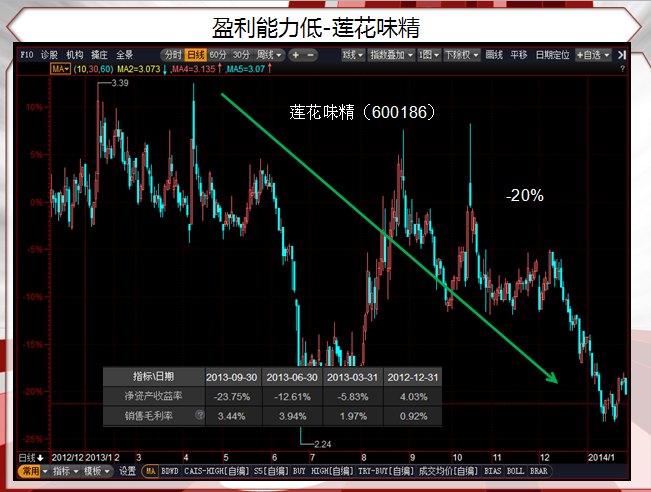 盈利能力低-莲花味精
F10 诊股 机构 撬庄 全景 分时 日线 60分 30分 周线 + - 指数叠加 1图 下除权 画线 平移 日期定位 +自选
MA (10,30,60) MA2=3.073 ↓ ,MA4=3.135 ↑ ,MA5=3.07 ↑ ?
3.39
莲花味精（600186）
10%
5%
-20%
0%
-5%
-10%
-15%
指标\日期 2013-09-30 2013-06-30 2013-03-31 2012-12-31
-20%
净资产收益率 -23.75% -12.61% -5.83% 4.03%
销售毛利率 ? 3.44% 3.94% 1.97% 0.92%
-25%
2.24
日线 2012/12 2013/1 2 3 4 5 6 7 8 9 10 11 12 2014/1
常用 指标 模板 设置 MA BDWD CAIS-HIGH[自编] S5[自编] BUY HIGH[自编] TRY-BUY[自编] 成交均价[自编] BIAS BOLL BRAR